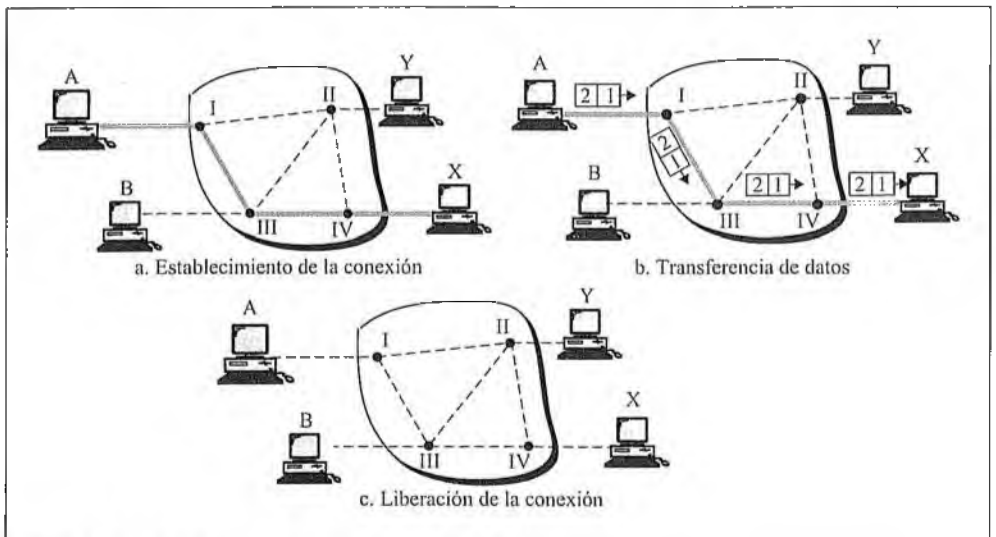 A
I
II
Y
B
III
IV
X
a. Establecimiento de la conexión
A
2 1
I
II
Y
2
1
B
2 1
2 1
X
III
IV
b. Transferencia de datos
A
I
II
Y
B
III
IV
X
c. Liberación de la conexión